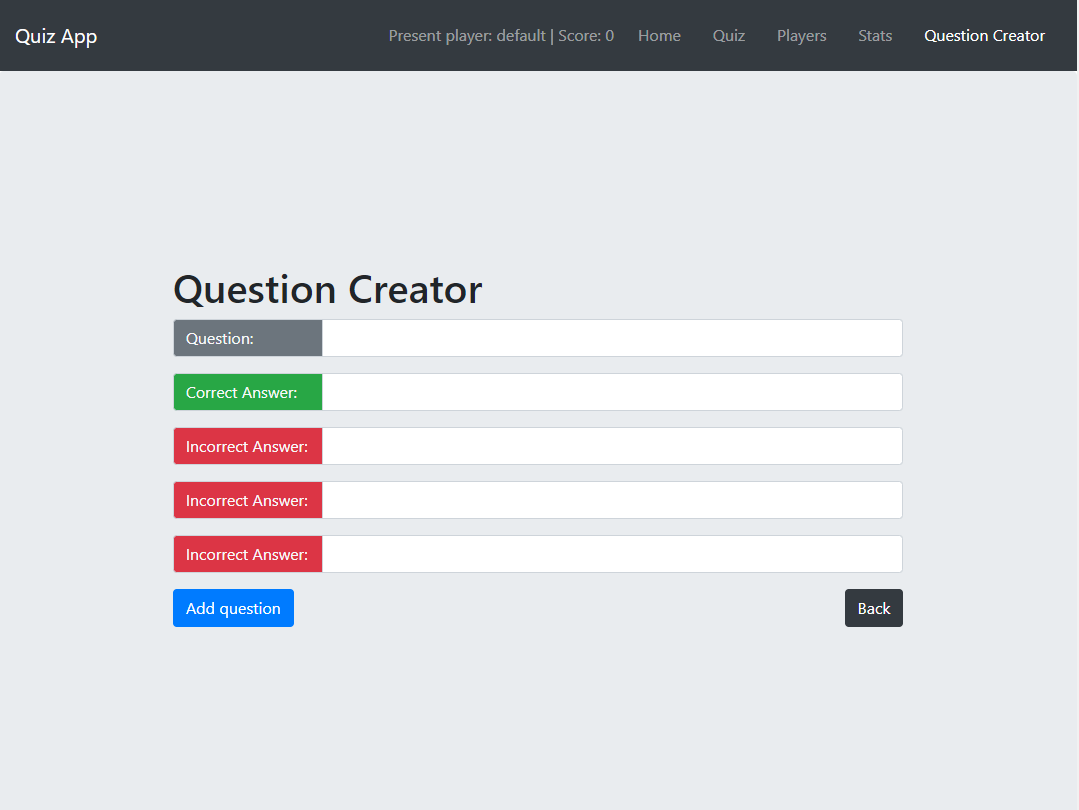 Quiz App Present player: default | Score: 0 Home Quiz Players Stats Question Creator
Question Creator
Question:
Correct Answer:
Incorrect Answer:
Incorrect Answer:
Incorrect Answer:
Add question Back